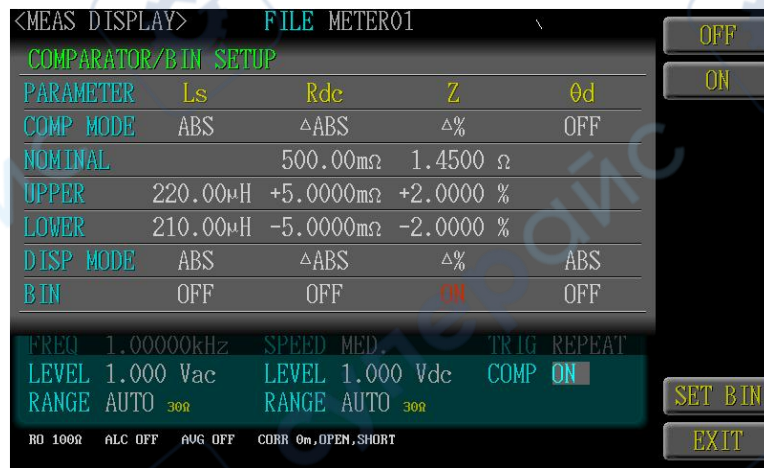 <MEAS DISPLAY> FILE METER01 \
OFF
COMPARATOR/BIN SETUP
ON
PARAMETER Ls Rdc Z θd
COMP MODE ABS △ABS △% OFF
NOMINAL 500.00mΩ 1.4500 Ω
UPPER 220.00μH +5.0000mΩ +2.0000 %
LOWER 210.00μH -5.0000mΩ -2.0000 %
DISP MODE ABS △ABS △% ABS
BIN OFF OFF ON OFF
FREQ 1.00000kHz SPEED MED. TRIG REPEAT
LEVEL 1.000 Vac LEVEL 1.000 Vdc COMP ON
RANGE AUTO 30Ω RANGE AUTO 30Ω
SET BIN
RO 100Ω ALC OFF AVG OFF CORR 0m,OPEN,SHORT
EXIT